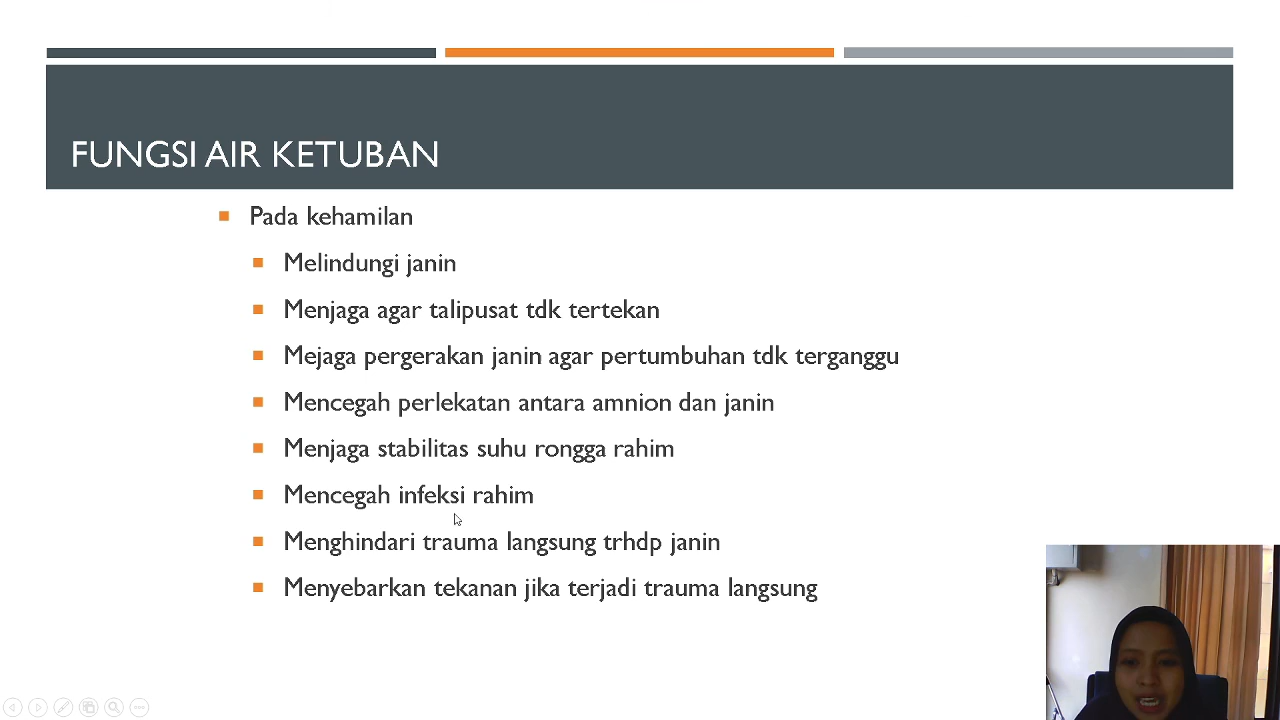 FUNGSI AIR KETUBAN
Pada kehamilan
Melindungi janin
Menjaga agar talipusat tdk tertekan
Mejaga pergerakan janin agar pertumbuhan tdk terganggu
Mencegah perlekatan antara amnion dan janin
Menjaga stabilitas suhu rongga rahim
Mencegah infeksi rahim
Menghindari trauma langsung trhdp janin
Menyebarkan tekanan jika terjadi trauma langsung